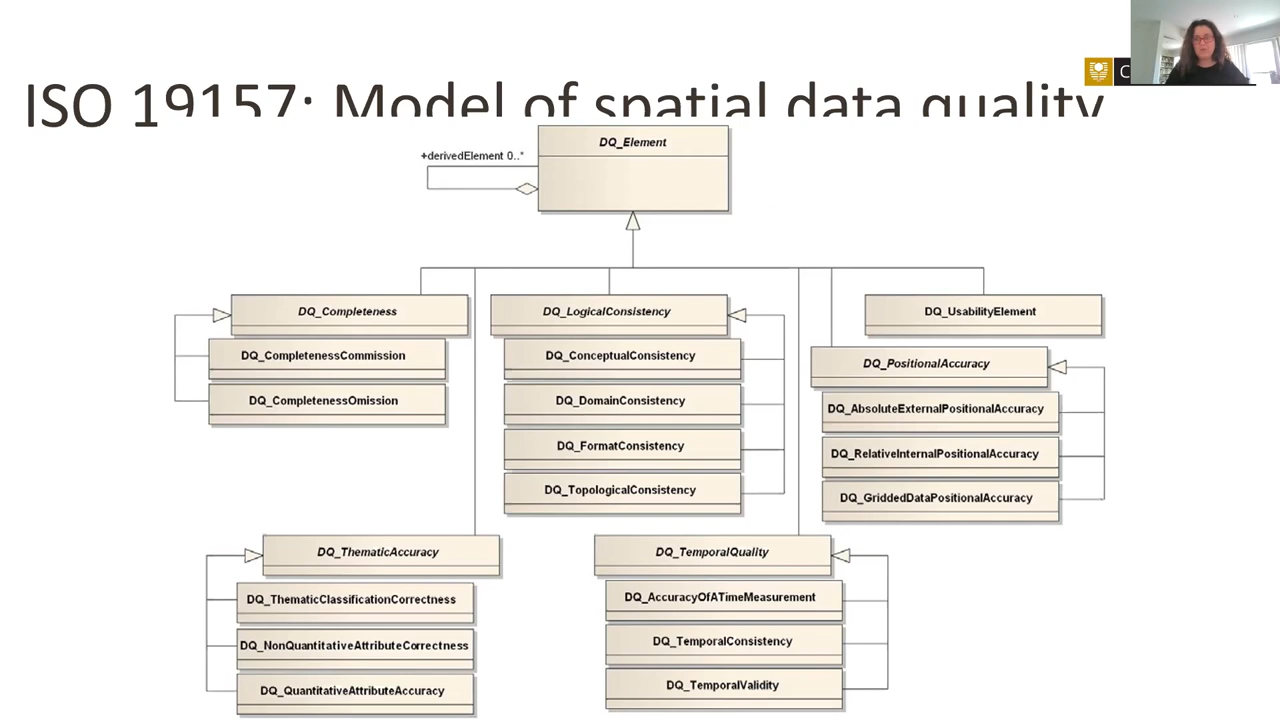 ISO 19157: Model of spatial data quality
DQ_Element
+derivedElement 0..*
DQ_Completeness
DQ_CompletenessCommission
DQ_CompletenessOmission
DQ_LogicalConsistency
DQ_ConceptualConsistency
DQ_DomainConsistency
DQ_FormatConsistency
DQ_TopologicalConsistency
DQ_UsabilityElement
DQ_PositionalAccuracy
DQ_AbsoluteExternalPositionalAccuracy
DQ_RelativeInternalPositionalAccuracy
DQ_GriddedDataPositionalAccuracy
DQ_ThematicAccuracy
DQ_ThematicClassificationCorrectness
DQ_NonQuantitativeAttributeCorrectness
DQ_QuantitativeAttributeAccuracy
DQ_TemporalQuality
DQ_AccuracyOfATimeMeasurement
DQ_TemporalConsistency
DQ_TemporalValidity